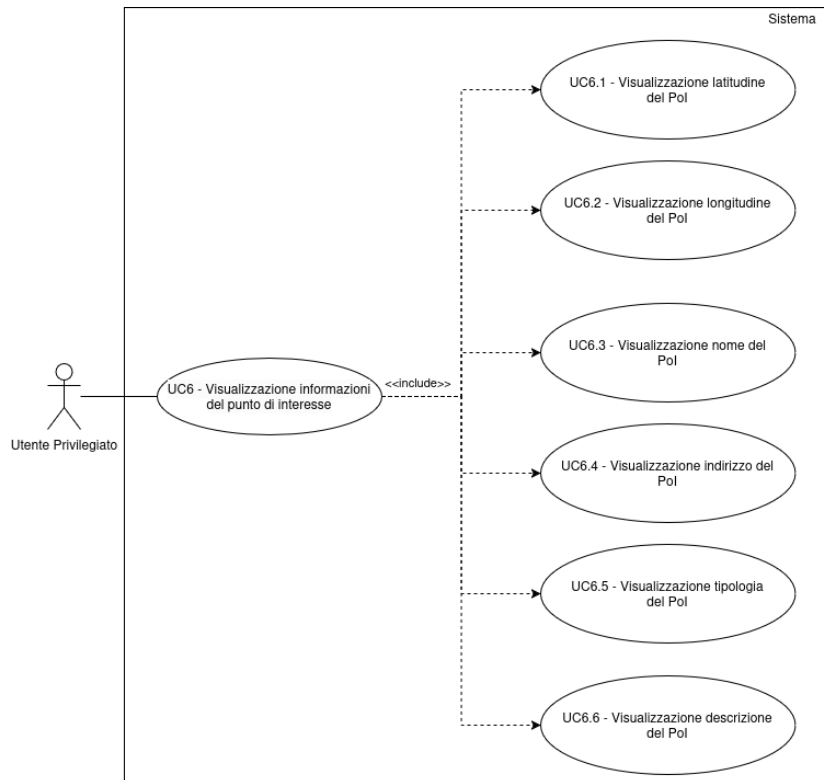 Sistema
UC6.1 - Visualizzazione latitudine
del PoI
UC6.2 - Visualizzazione longitudine
del PoI
UC6.3 - Visualizzazione nome del
PoI
<<include>>
UC6 - Visualizzazione informazioni
del punto di interesse
Utente Privilegiato
UC6.4 - Visualizzazione indirizzo del
PoI
UC6.5 - Visualizzazione tipologia
del PoI
UC6.6 - Visualizzazione descrizione
del PoI